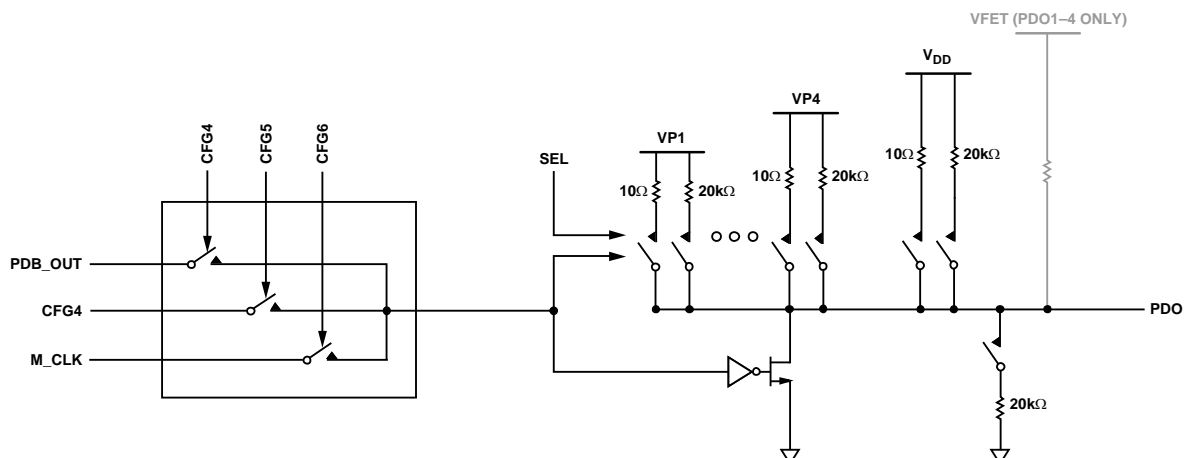 VFET (PDO1–4 ONLY)
VDD
VP4
VP1
CFG4
CFG5
CFG6
SEL
10Ω
20kΩ
10Ω
20kΩ
10Ω
20kΩ
PDB_OUT
CFG4
M_CLK
PDO
20kΩ